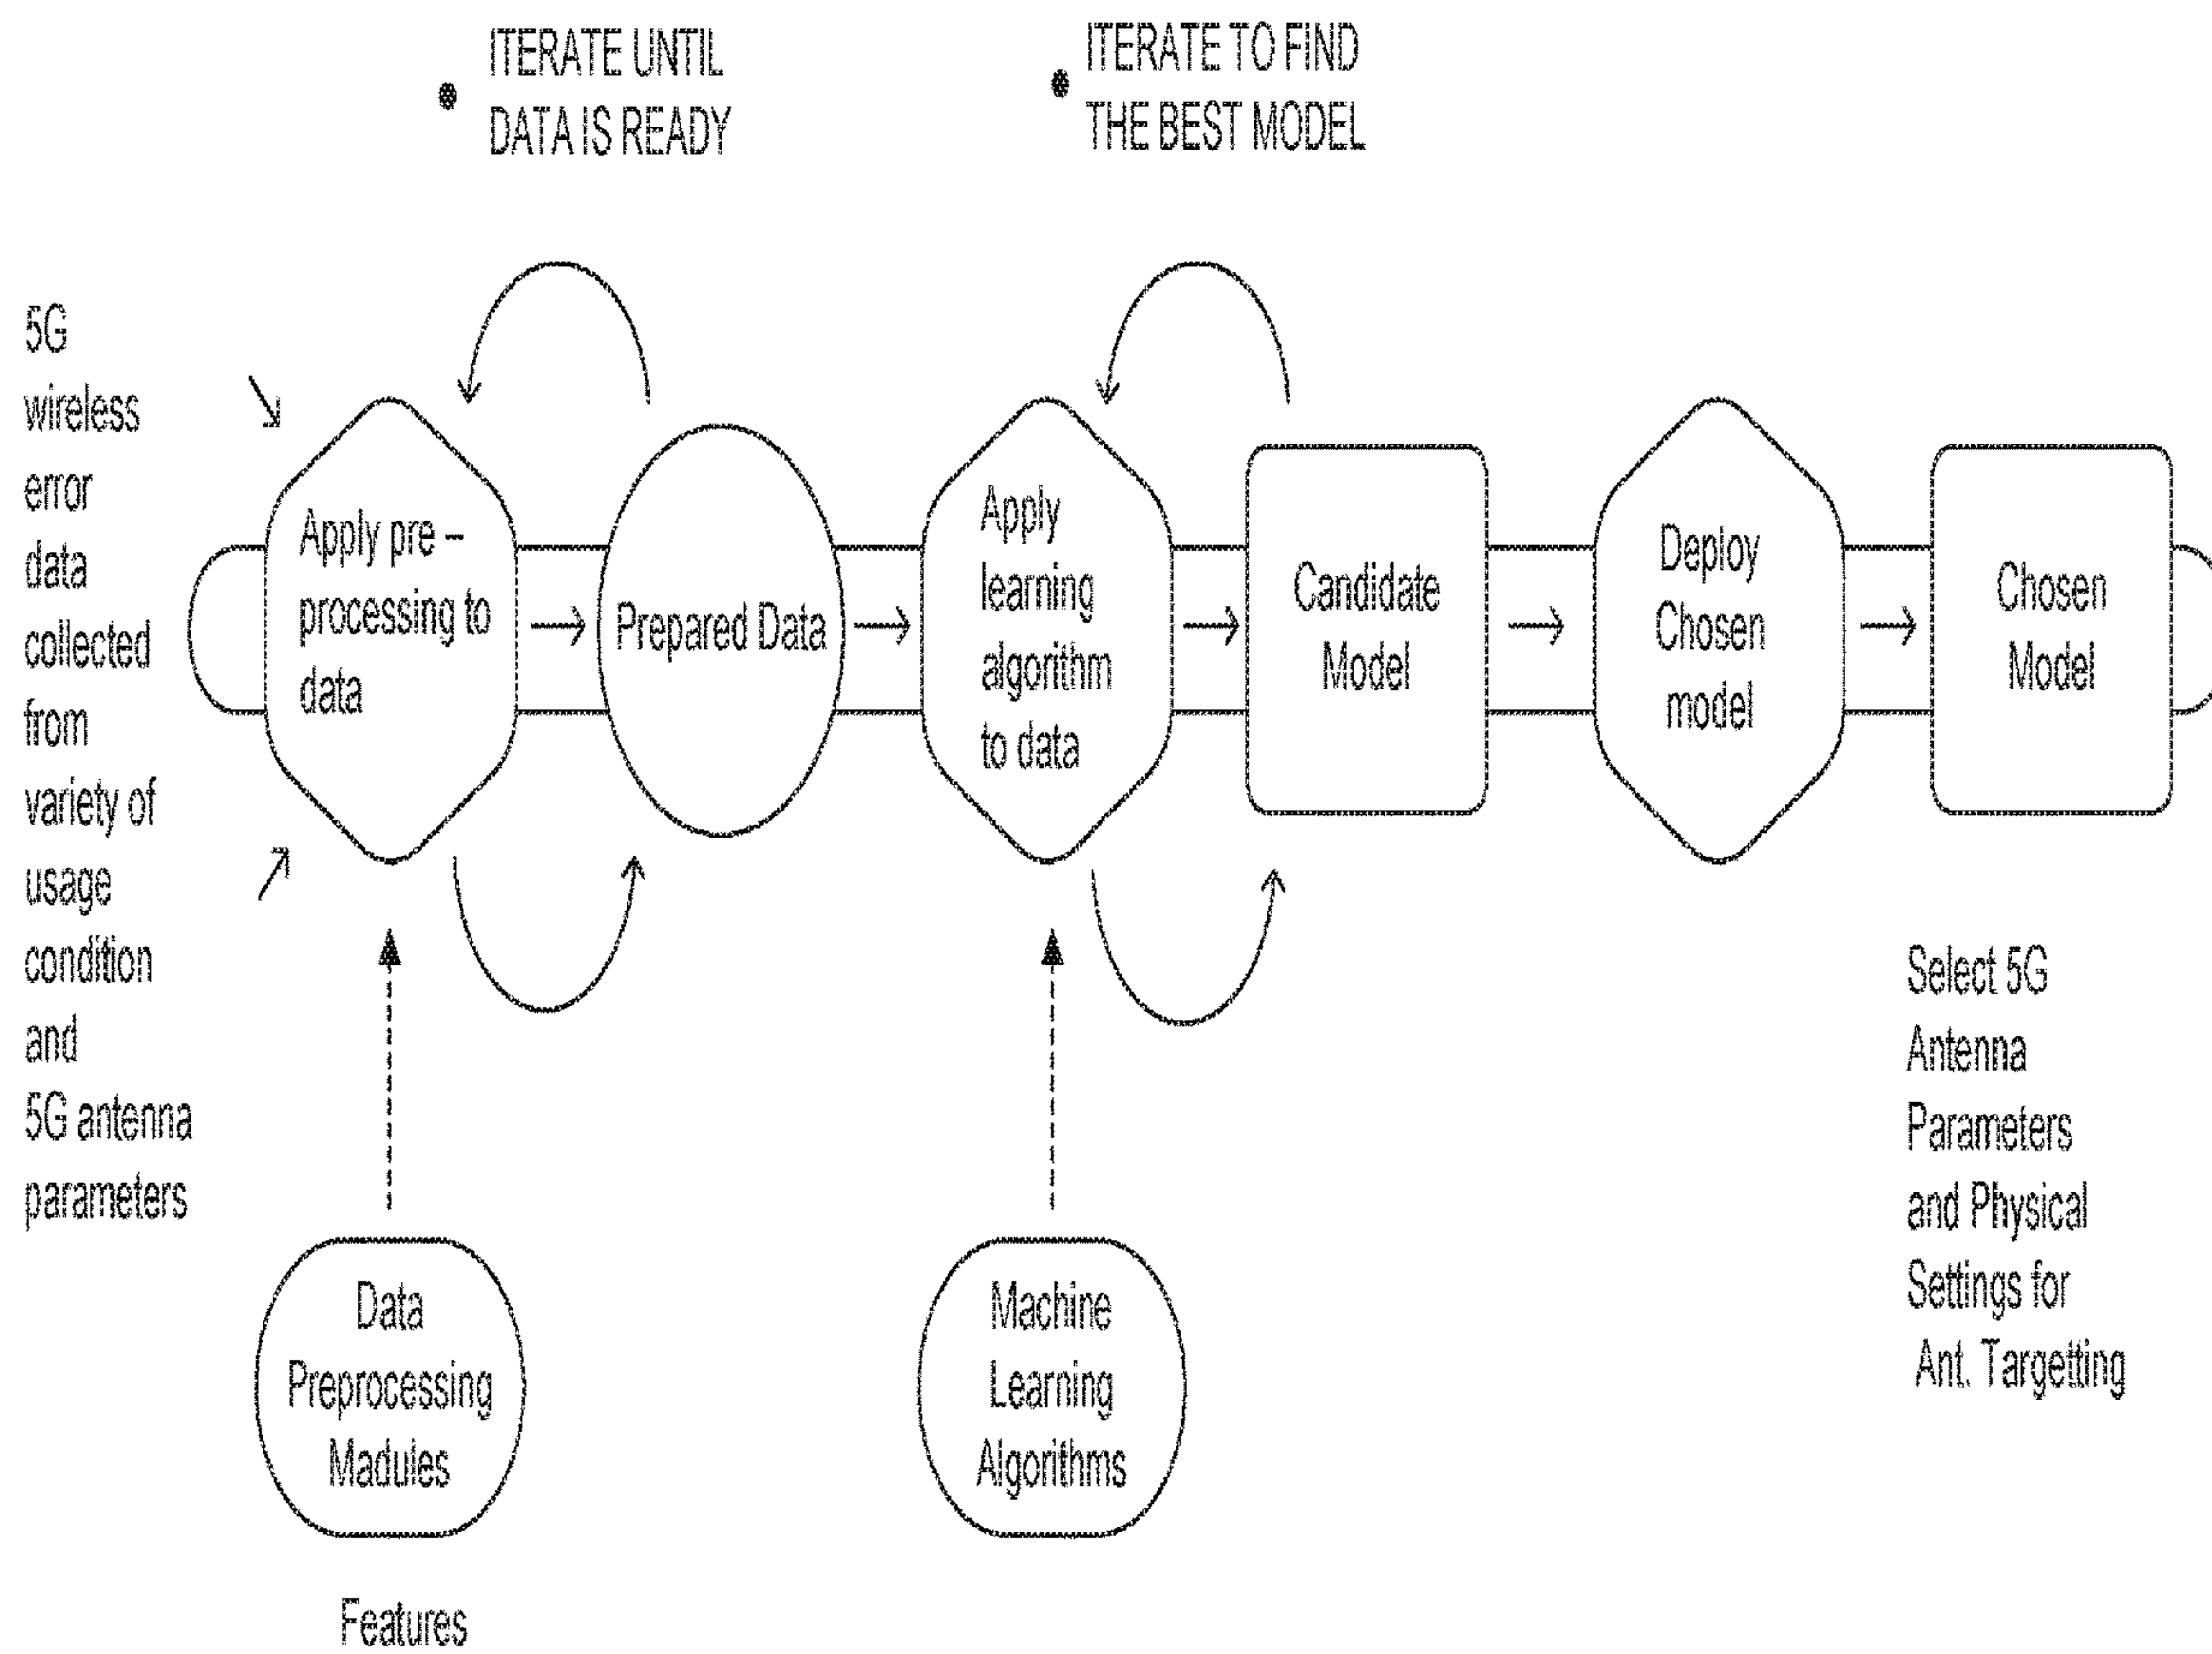 ITERATE UNTIL
DATA IS READY
ITERATE TO FIND
THE BEST MODEL
5G
wireless
error
data
collected
from
variety of
usage
condition
and
5G antenna
parameters
Apply pre –
processing to
data
Prepared Data
Apply
learning
algorithm
to data
Candidate
Model
Deploy
Chosen
model
Chosen
Model
Select 5G
Antenna
Parameters
and Physical
Settings for
Ant. Targetting
Data
Preprocessing
Madules
Machine
Learning
Algorithms
Features